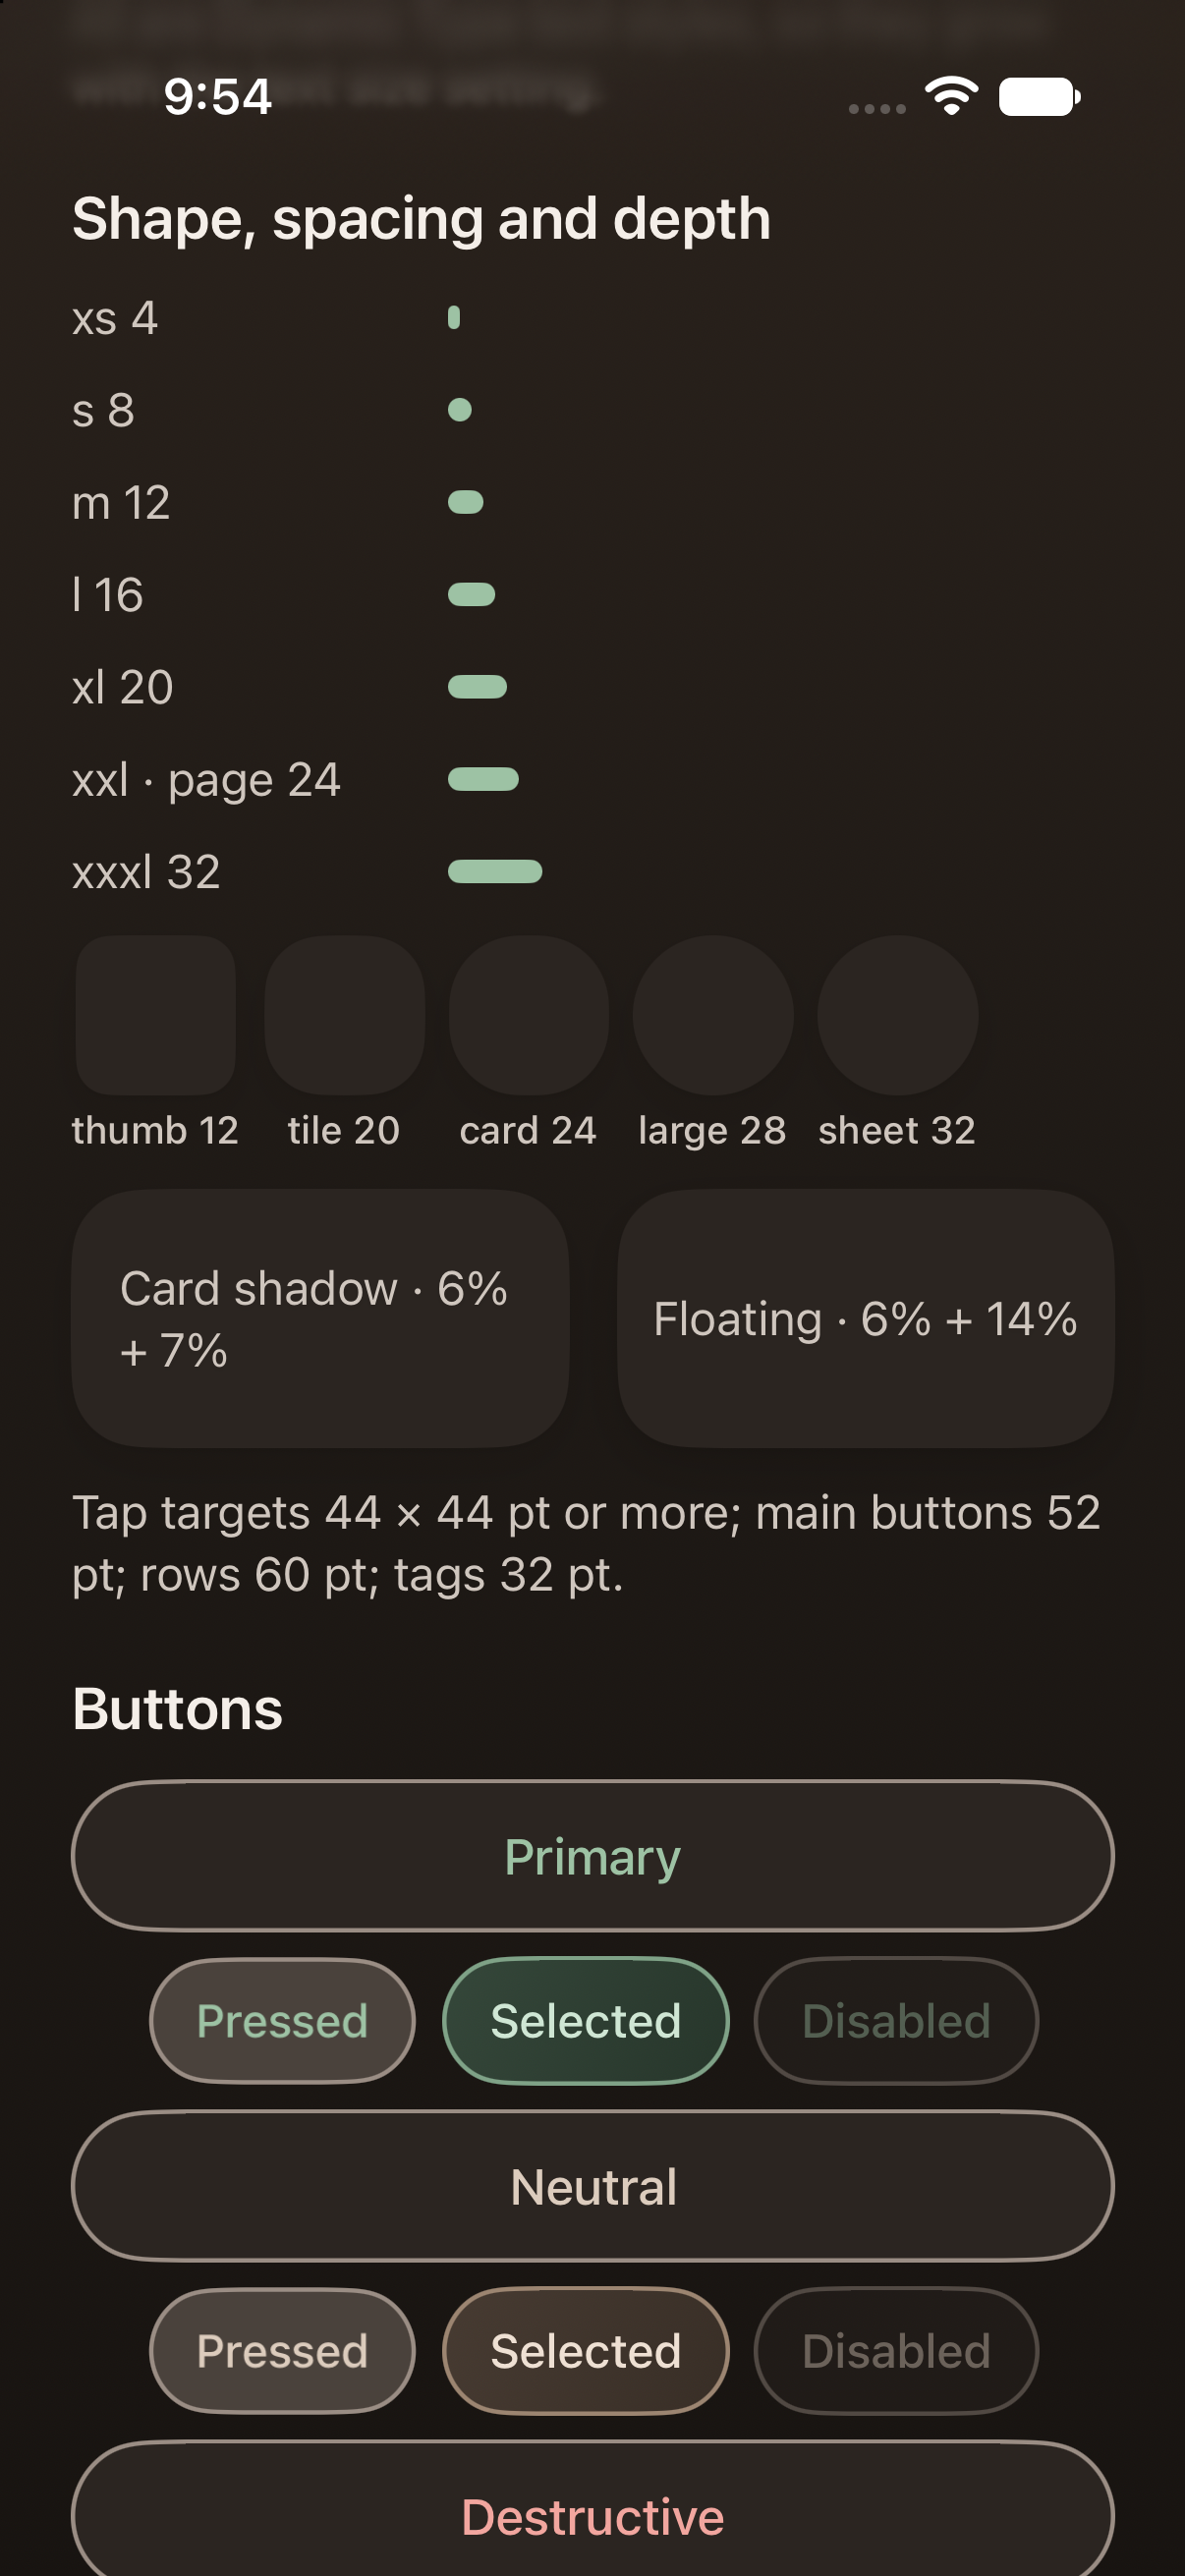 9:54
Shape, spacing and depth
xs 4
s 8
m 12
l 16
xl 20
xxl · page 24
xxxl 32
thumb 12 tile 20 card 24 large 28 sheet 32
Card shadow · 6%
+ 7%
Floating · 6% + 14%
Tap targets 44 × 44 pt or more; main buttons 52
pt; rows 60 pt; tags 32 pt.
Buttons
Primary
Pressed Selected Disabled
Neutral
Pressed Selected Disabled
Destructive